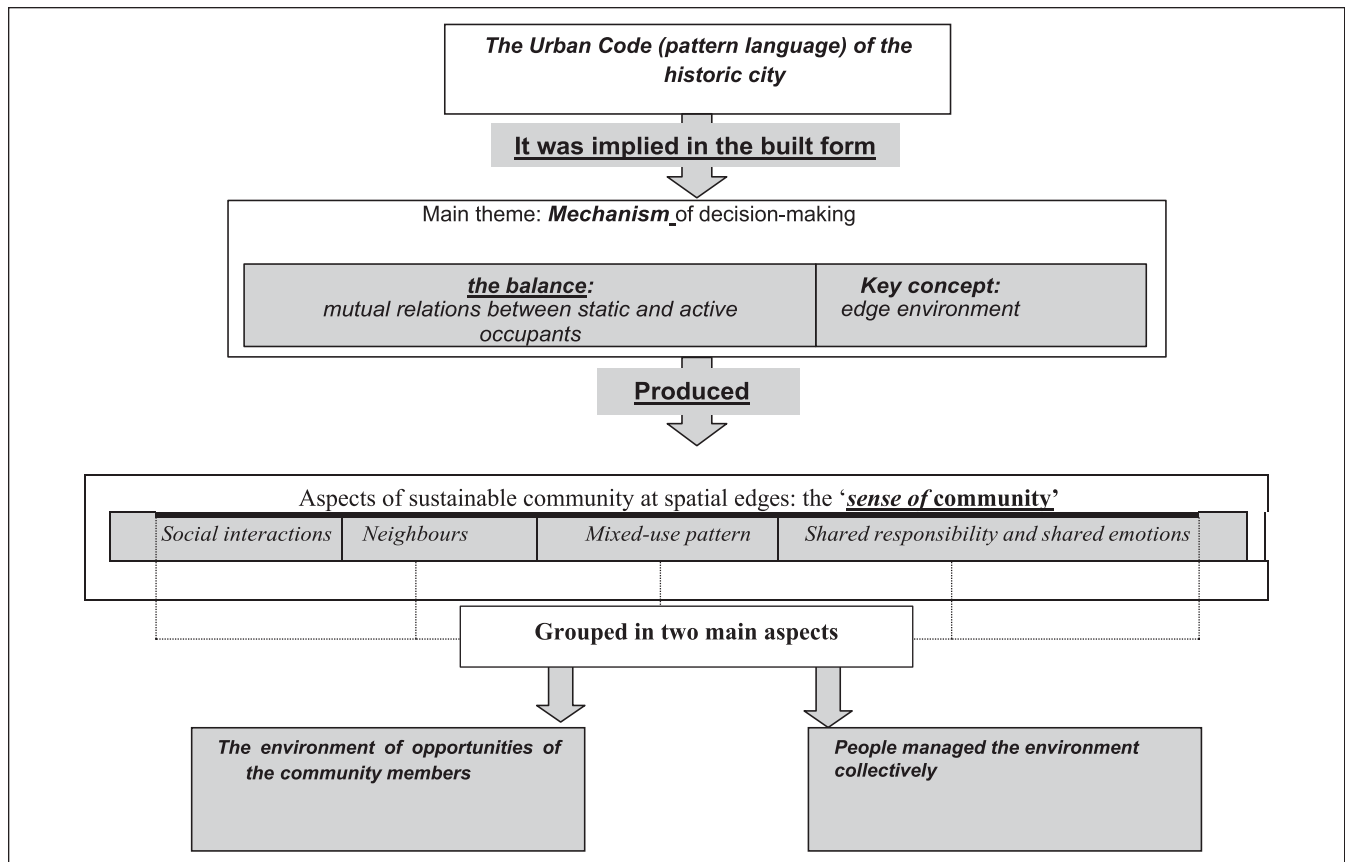 The Urban Code (pattern language) of the
historic city
It was implied in the built form
Main theme: Mechanism of decision-making
the balance:
mutual relations between static and active
occupants
Key concept:
edge environment
Produced
Aspects of sustainable community at spatial edges: the ‘sense of community’
Social interactions
Neighbours
Mixed-use pattern
Shared responsibility and shared emotions
Grouped in two main aspects
The environment of opportunities of
the community members
People managed the environment
collectively